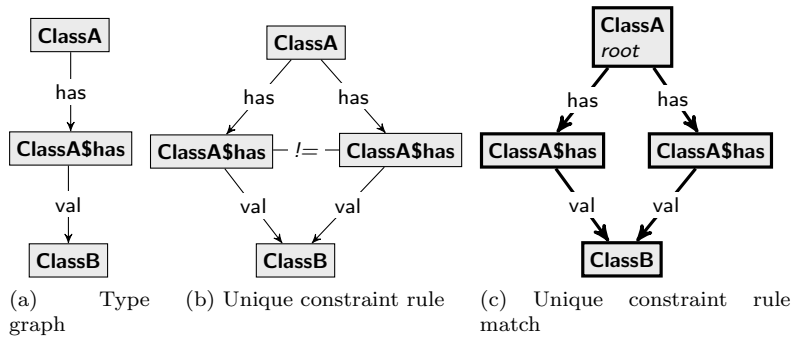 ClassA
has
ClassA$has
val
ClassB
(a) Type
graph
ClassA
has has
ClassA$has != ClassA$has
val val
ClassB
(b) Unique constraint rule
ClassA
root
has has
ClassA$has ClassA$has
val val
ClassB
(c) Unique constraint rule
match